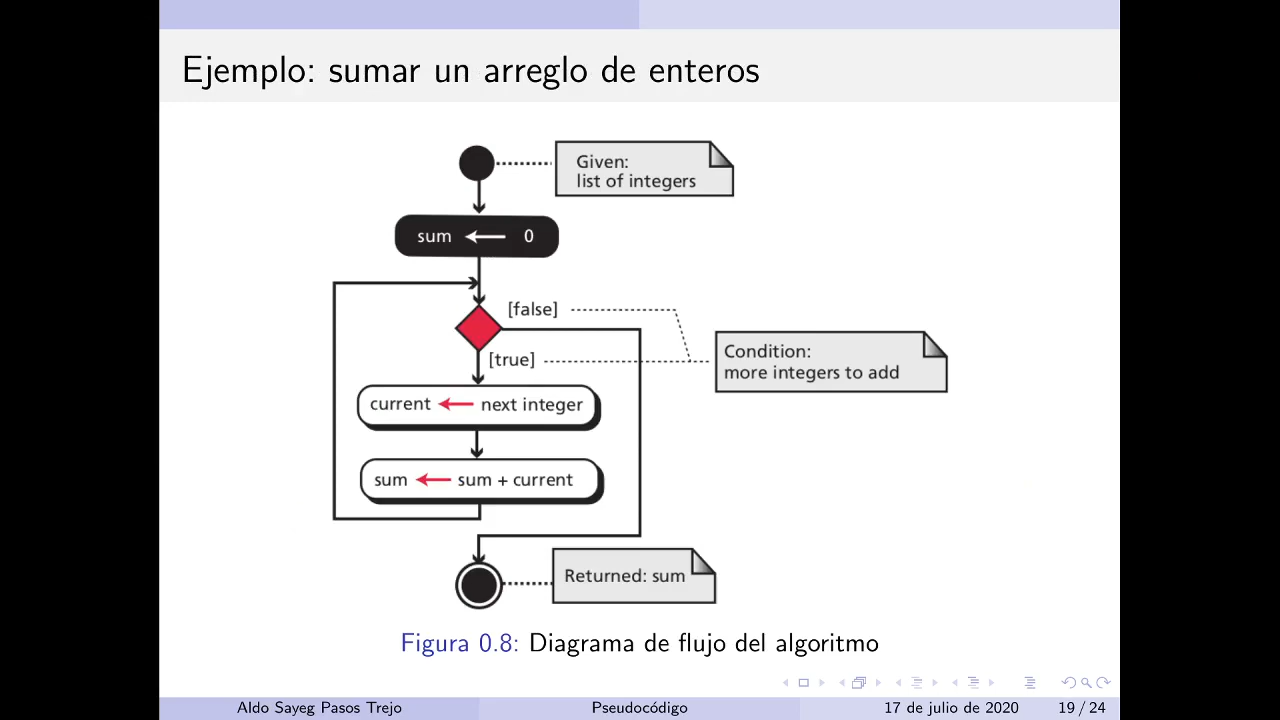 Ejemplo: sumar un arreglo de enteros
Given:
list of integers
sum 0
[false]
[true]
Condition:
more integers to add
current next integer
sum sum + current
Returned: sum
Figura 0.8: Diagrama de flujo del algoritmo
Aldo Sayeg Pasos Trejo Pseudocódigo 17 de julio de 2020 19 / 24